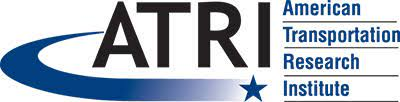 ATRI
American
Transportation
Research
Institute